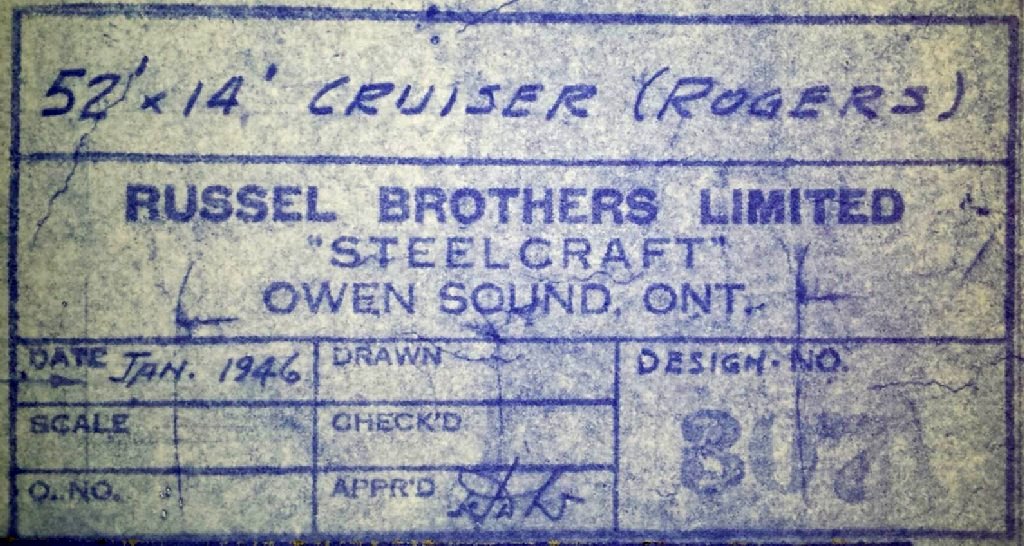 52' x 14' CRUISER (ROGERS)
RUSSEL BROTHERS LIMITED
"STEELCRAFT"
OWEN SOUND, ONT.
DATE JAN. 1946
DRAWN
DESIGN. NO.
SCALE
CHECK'D
307
O. NO.
APPR'D